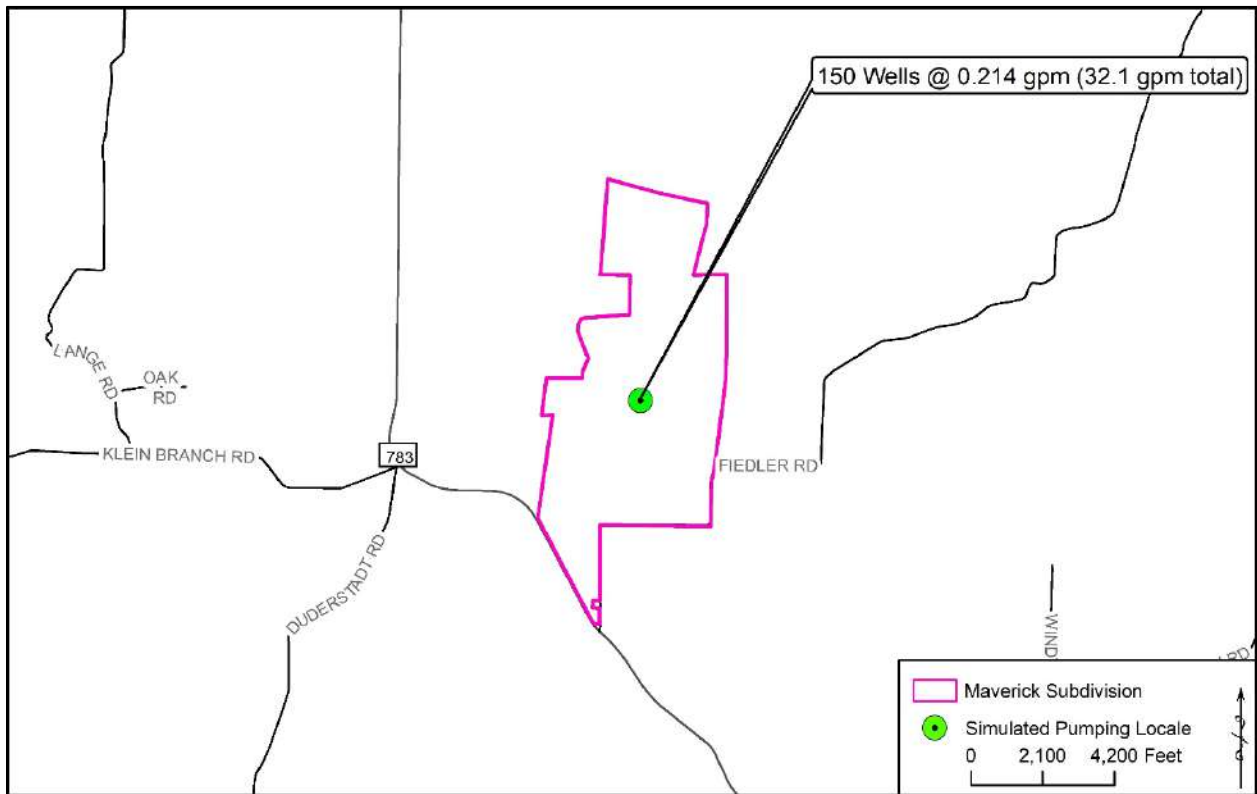 150 Wells @ 0.214 gpm (32.1 gpm total)
LANGE RD
OAK
RD
KLEIN BRANCH RD
783
FIEDLER RD
DUDERSTADT RD
WIND
RD
Maverick Subdivision
Simulated Pumping Locale
0 2,100 4,200 Feet